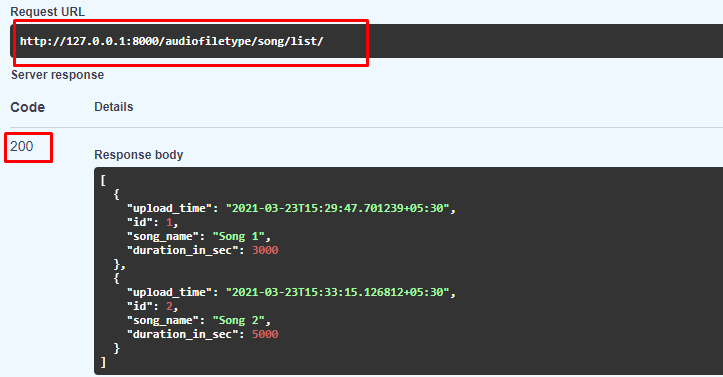 Request URL
http://127.0.0.1:8000/audiofiletype/song/list/
Server response
Code Details
200
Response body
[
  {
    "upload_time": "2021-03-23T15:29:47.701239+05:30",
    "id": 1,
    "song_name": "Song 1",
    "duration_in_sec": 3000
  },
  {
    "upload_time": "2021-03-23T15:33:15.126812+05:30",
    "id": 2,
    "song_name": "Song 2",
    "duration_in_sec": 5000
  }
]